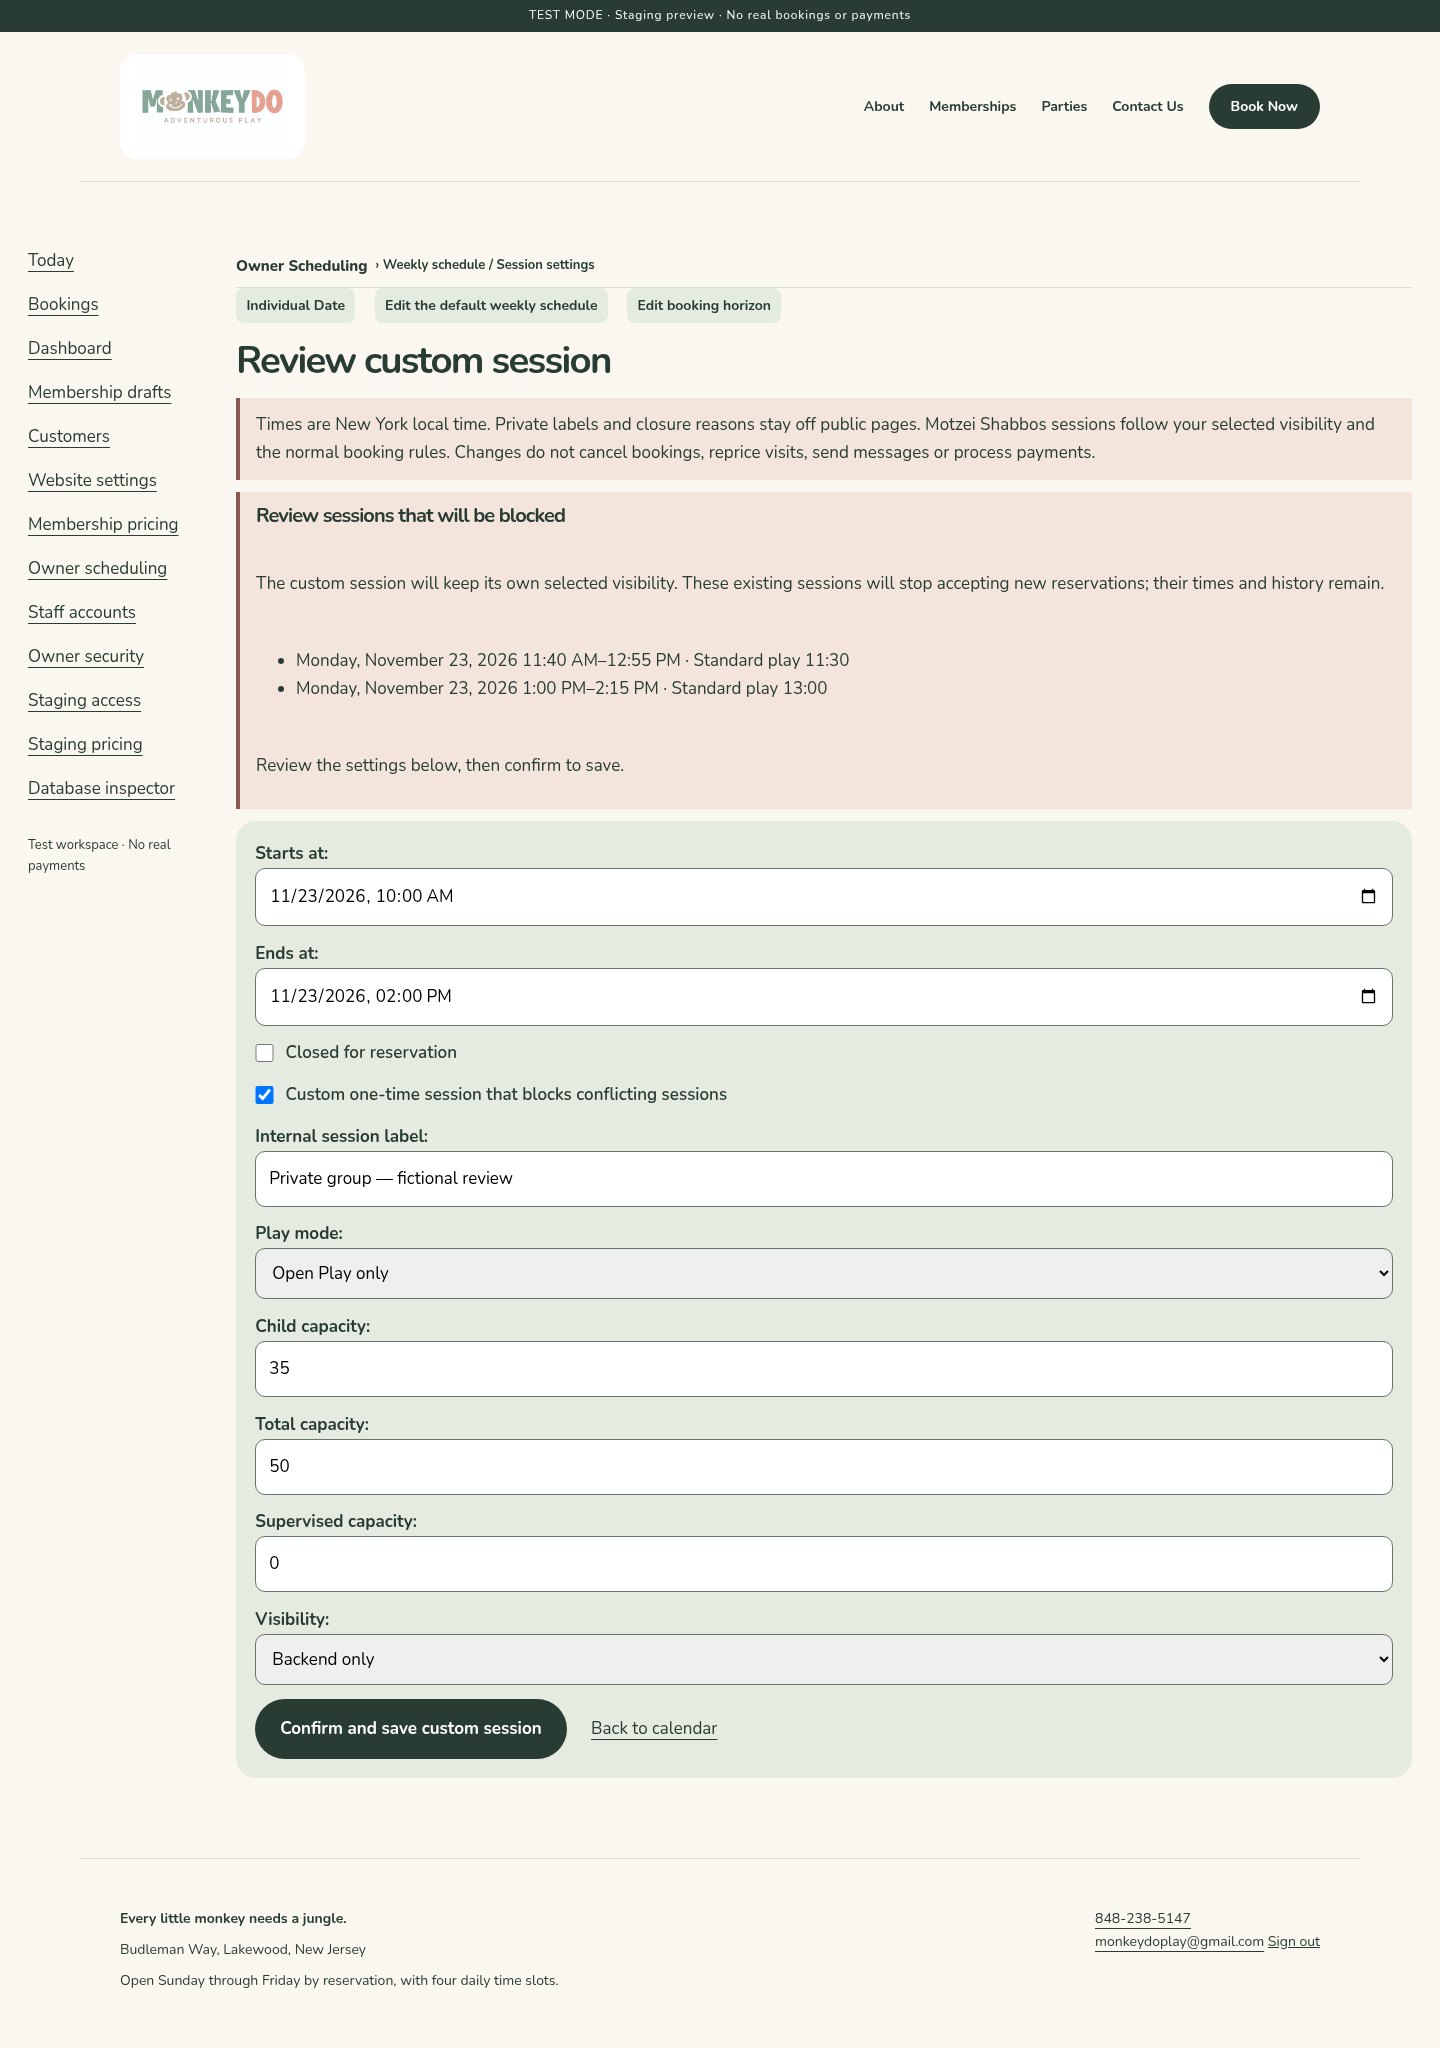 TEST MODE · Staging preview · No real bookings or payments
MONKEYDO
ADVENTUROUS PLAY
About
Memberships
Parties
Contact Us
Book Now
Today
Bookings
Dashboard
Membership drafts
Customers
Website settings
Membership pricing
Owner scheduling
Staff accounts
Owner security
Staging access
Staging pricing
Database inspector
Test workspace · No real
payments
Owner Scheduling › Weekly schedule / Session settings
Individual Date
Edit the default weekly schedule
Edit booking horizon
Review custom session
Times are New York local time. Private labels and closure reasons stay off public pages. Motzei Shabbos sessions follow your selected visibility and
the normal booking rules. Changes do not cancel bookings, reprice visits, send messages or process payments.
Review sessions that will be blocked
The custom session will keep its own selected visibility. These existing sessions will stop accepting new reservations; their times and history remain.
• Monday, November 23, 2026 11:40 AM–12:55 PM · Standard play 11:30
• Monday, November 23, 2026 1:00 PM–2:15 PM · Standard play 13:00
Review the settings below, then confirm to save.
Starts at:
11/23/2026, 10:00 AM
Ends at:
11/23/2026, 02:00 PM
Closed for reservation
Custom one-time session that blocks conflicting sessions
Internal session label:
Private group — fictional review
Play mode:
Open Play only
Child capacity:
35
Total capacity:
50
Supervised capacity:
0
Visibility:
Backend only
Confirm and save custom session
Back to calendar
Every little monkey needs a jungle.
Budleman Way, Lakewood, New Jersey
Open Sunday through Friday by reservation, with four daily time slots.
848-238-5147
monkeydoplay@gmail.com Sign out